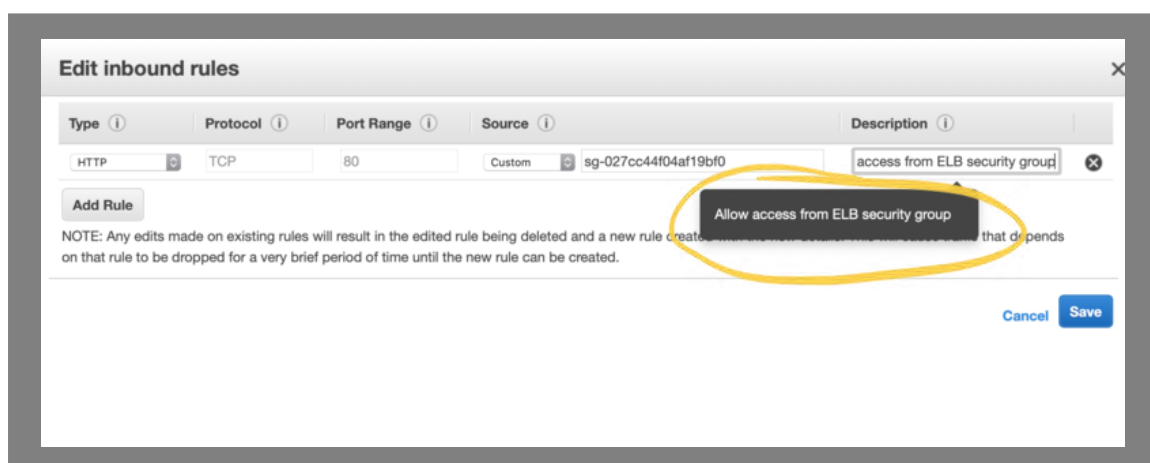 Edit inbound rules
Type Protocol Port Range Source Description
HTTP TCP 80 Custom sg-027cc44f04af19bf0 access from ELB security group
Add Rule
Allow access from ELB security group
NOTE: Any edits made on existing rules will result in the edited rule being deleted and a new rule created that depends
on that rule to be dropped for a very brief period of time until the new rule can be created.
Cancel Save